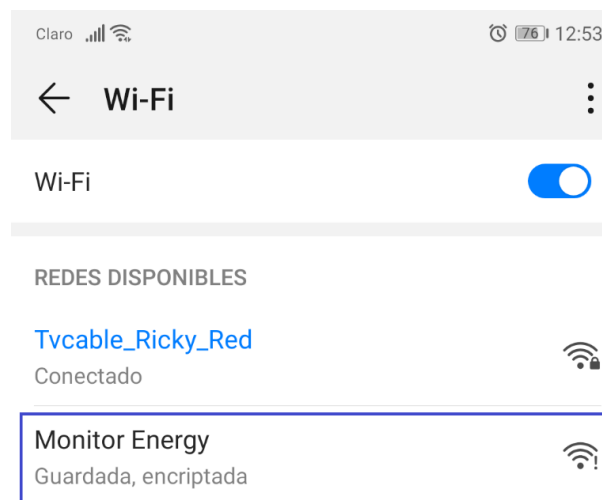 Claro 76 12:53
Wi-Fi
Wi-Fi
REDES DISPONIBLES
Tvcable_Ricky_Red
Conectado
Monitor Energy
Guardada, encriptada